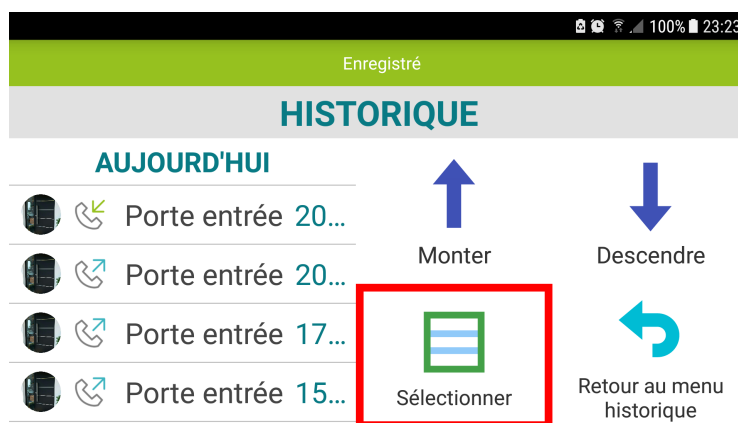 100% 23:23
Enregistré
HISTORIQUE
AUJOURD'HUI
Porte entrée 20...
Porte entrée 20...
Porte entrée 17...
Porte entrée 15...
Monter
Descendre
Sélectionner
Retour au menu
historique